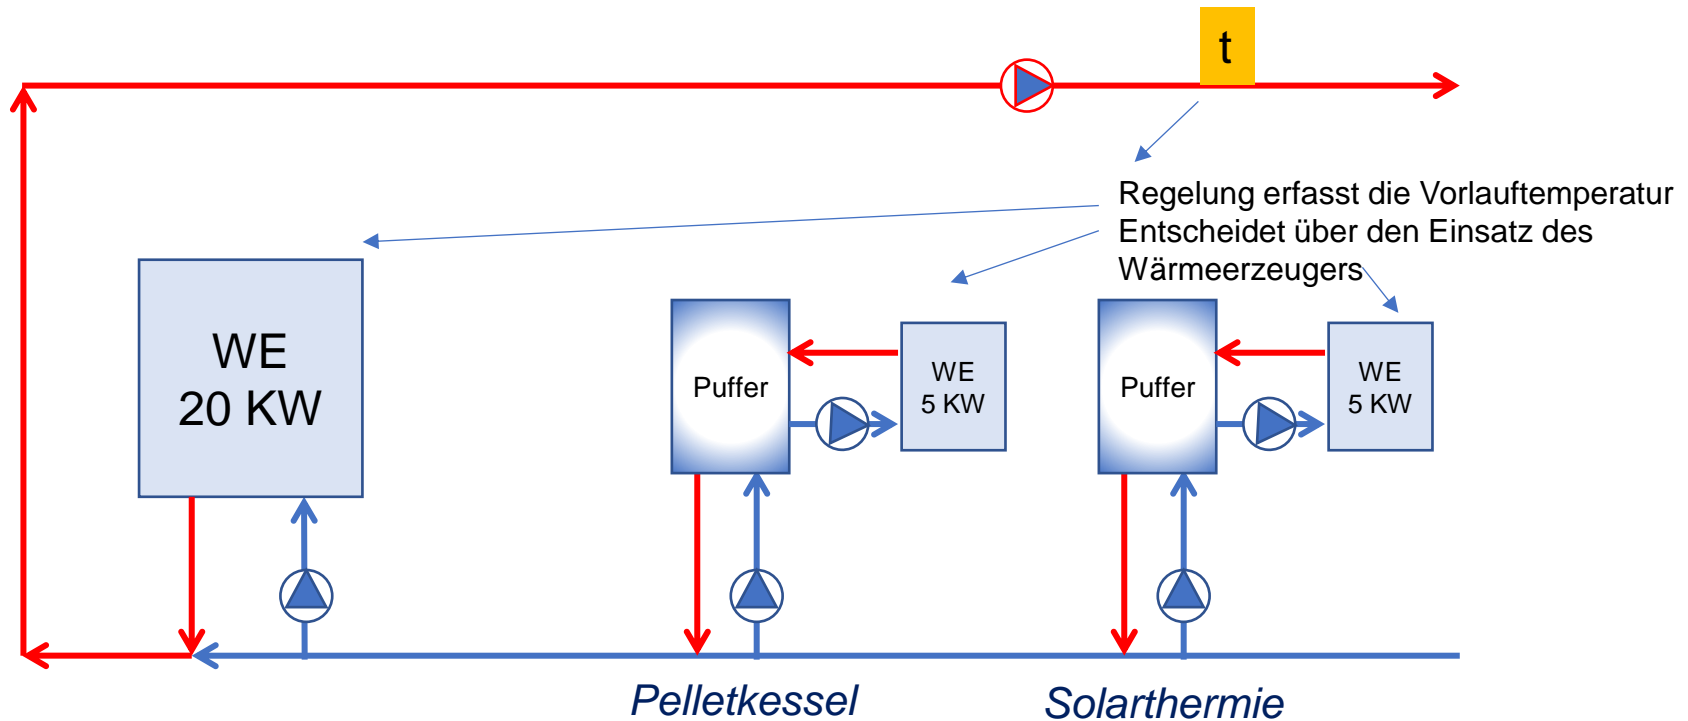 t
Regelung erfasst die Vorlauftemperatur
Entscheidet über den Einsatz des
Wärmeerzeugers
WE
20 KW
Puffer
WE
5 KW
Puffer
WE
5 KW
Pelletkessel
Solarthermie